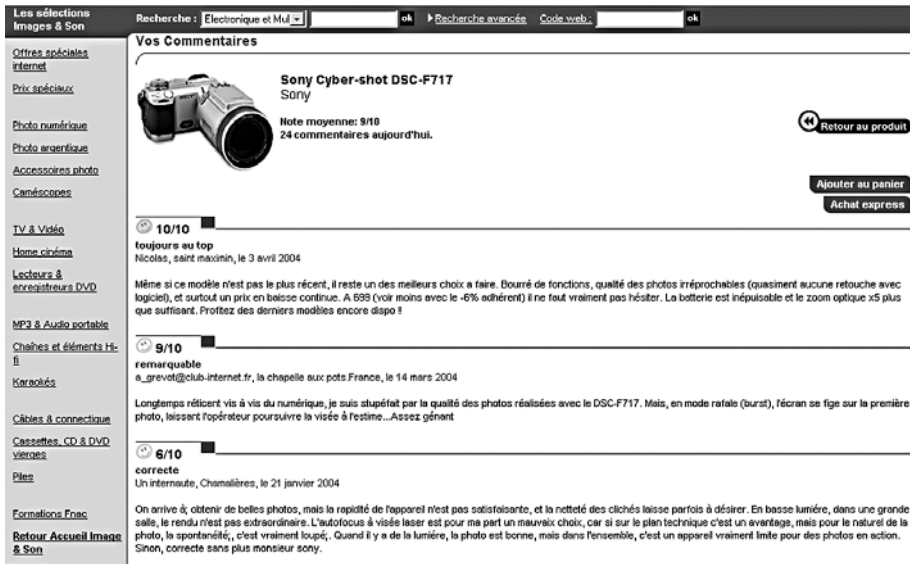 Les sélections
Images & Son
Recherche : Electronique et Mul ok Recherche avancée Code web : ok
Offres spéciales
internet
Prix spéciaux
Photo numérique
Photo argentique
Accessoires photo
Caméscopes
TV & Vidéo
Home cinéma
Lecteurs &
enregistreurs DVD
MP3 & Audio portable
Chaînes et éléments Hi-
fi
Karaokés
Câbles & connectique
Cassettes, CD & DVD
vierges
Piles
Formations Fnac
Retour Accueil Image
& Son
Vos Commentaires
Sony Cyber-shot DSC-F717
Sony
Note moyenne: 9/10
24 commentaires aujourd'hui.
Retour au produit
Ajouter au panier
Achat express
10/10
toujours au top
Nicolas, saint maximin, le 3 avril 2004
Même si ce modèle n'est pas le plus récent, il reste un des meilleurs choix a faire. Bourré de fonctions, qualité des photos irréprochables (quasiment aucune retouche avec
logiciel), et surtout un prix en baisse continue. A 699 (voir moins avec le -6% adhérent) il ne faut vraiment pas hésiter. La batterie est inépuisable et le zoom optique x5 plus
que suffisant. Profitez des derniers modèles encore dispo !
9/10
remarquable
a_grevot@club-internet.fr, la chapelle aux pots.France, le 14 mars 2004
Longtemps réticent vis à vis du numérique, je suis stupéfait par la qualité des photos réalisées avec le DSC-F717. Mais, en mode rafale (burst), l'écran se fige sur la première
photo, laissant l'opérateur poursuivre la visée à l'estime...Assez génant
6/10
correcte
Un internaute, Chamalières, le 21 janvier 2004
On arrive à; obtenir de belles photos, mais la rapidité de l'appareil n'est pas satisfaisante, et la netteté des clichés laisse parfois à désirer. En basse lumiére, dans une grande
salle, le rendu n'est pas extraordinaire. L'autofocus à visée laser est pour ma part un mauvaix choix, car si sur le plan technique c'est un avantage, mais pour le naturel de la
photo, la spontanéité;, c'est vraiment loupé;. Quand il y a de la lumiére, la photo est bonne, mais dans l'ensemble, c'est un appareil vraiment limite pour des photos en action.
Sinon, correcte sans plus monsieur sony.